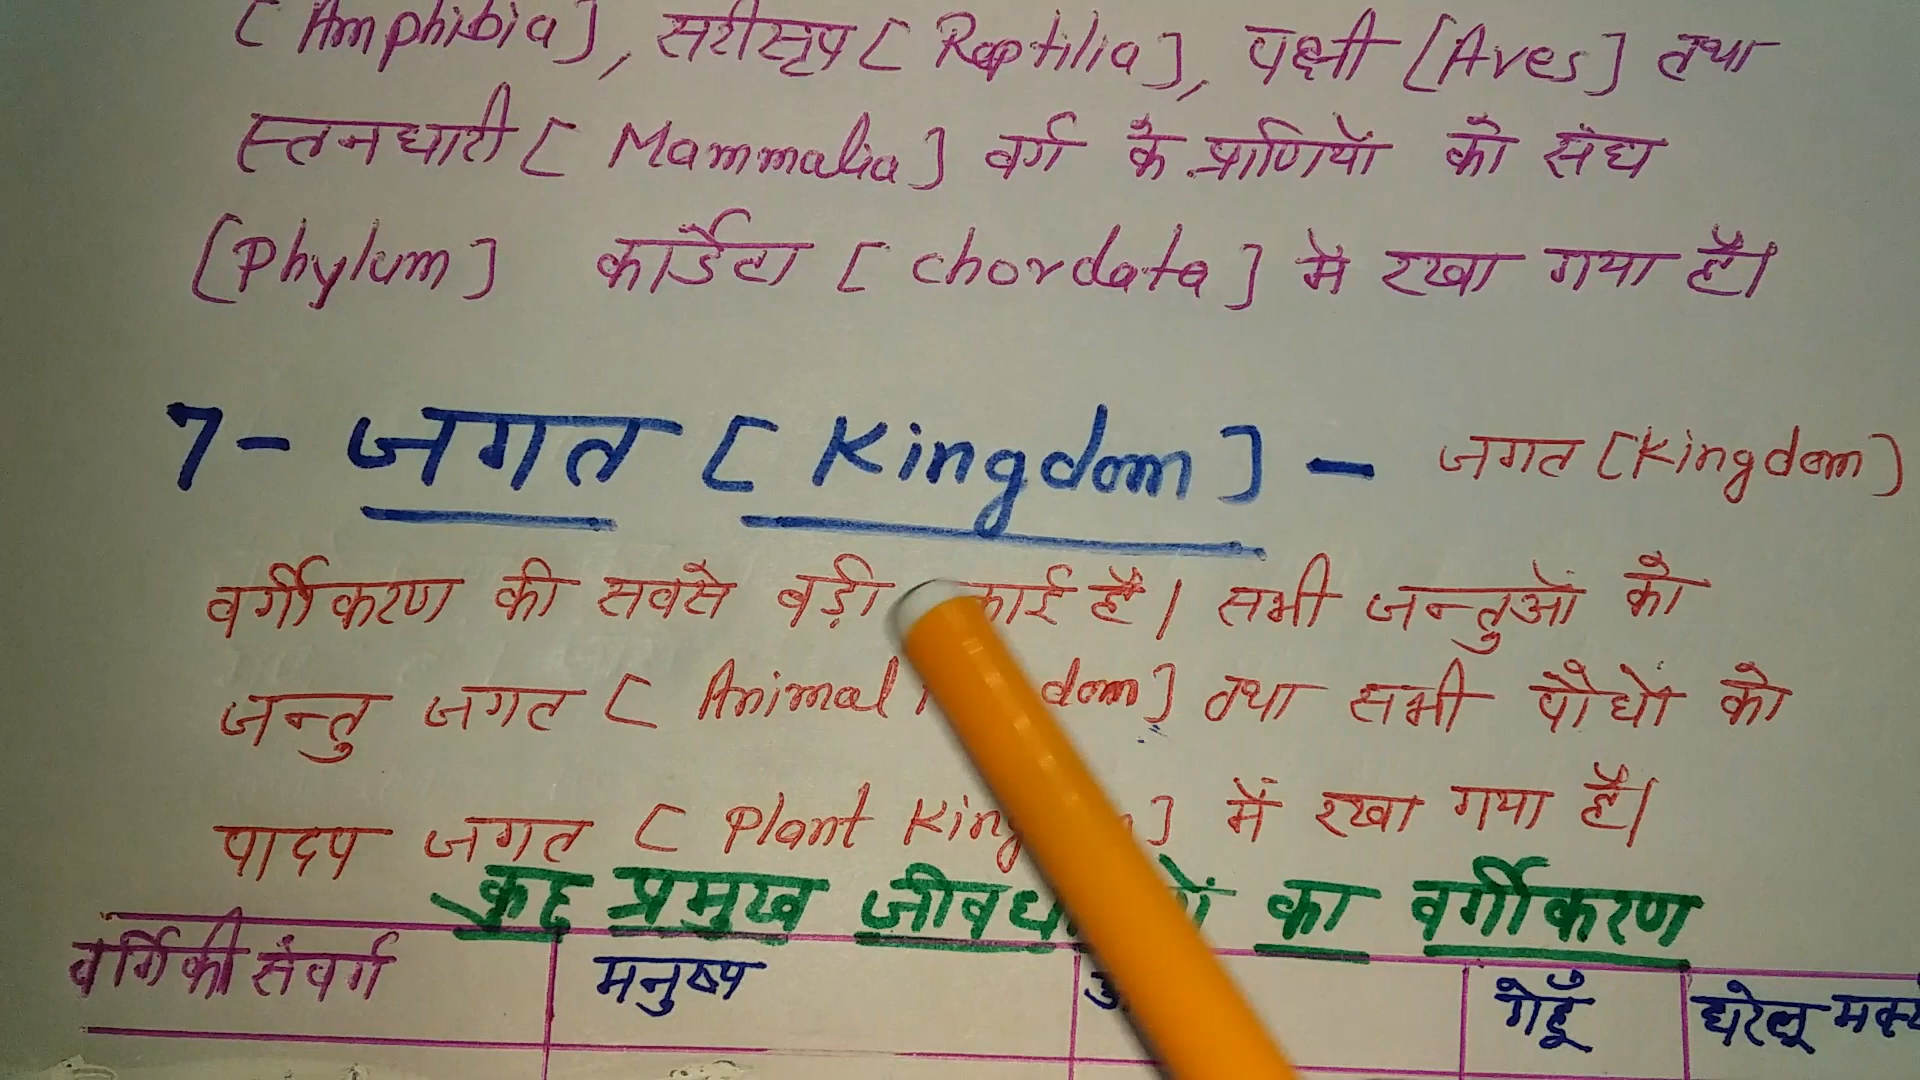 [Amphibia], सरीसृप [Reptilia], पक्षी [Aves] तथा
स्तनधारी [Mammalia] वर्ग के प्राणियों को संघ
[Phylum] कार्डेटा [chordata] में रखा गया है।
7- जगत [Kingdom] - जगत [Kingdom]
वर्गीकरण की सबसे बड़ी है। सभी जन्तुओं को
जन्तु जगत [Animal dom] तथा सभी पौधों को
पादप जगत [Plant King ] में रखा गया है।
कुछ प्रमुख का वर्गीकरण
वर्गिकी संवर्ग मनुष्य गेहूँ घरेलू